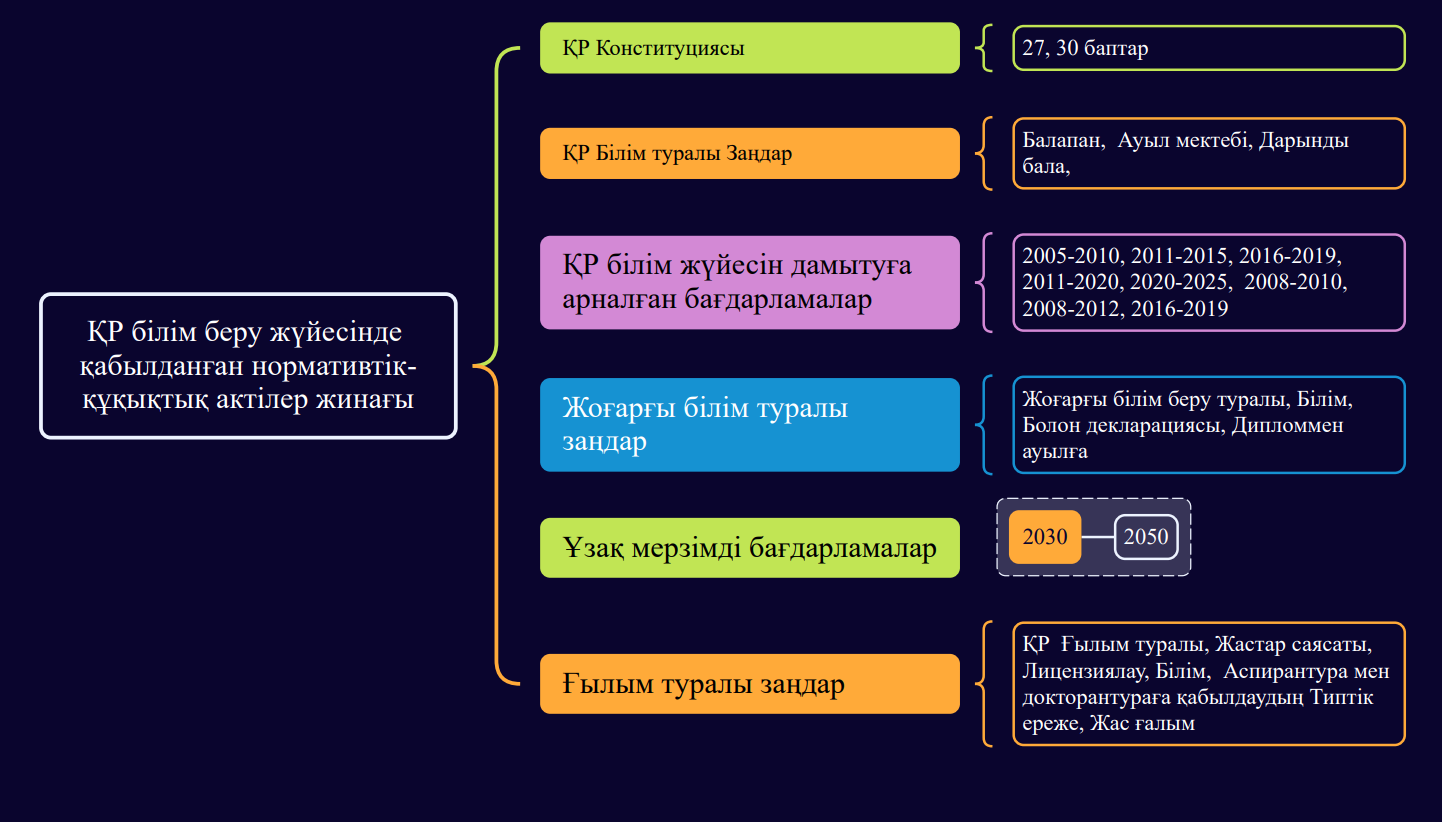 ҚР білім беру жүйесінде
қабылданған нормативтік-
құқықтық актілер жинағы
ҚР Конституциясы
27, 30 баптар
ҚР Білім туралы Заңдар
Балапан,  Ауыл мектебі, Дарынды
бала,
ҚР білім жүйесін дамытуға
арналған бағдарламалар
2005-2010, 2011-2015, 2016-2019,
2011-2020, 2020-2025,  2008-2010,
2008-2012, 2016-2019
Жоғарғы білім туралы
заңдар
Жоғарғы білім беру туралы, Білім,
Болон декларациясы, Дипломмен
ауылға
Ұзақ мерзімді бағдарламалар
2030
2050
Ғылым туралы заңдар
ҚР  Ғылым туралы, Жастар саясаты,
Лицензиялау, Білім,  Аспирантура мен
докторантураға қабылдаудың Типтік
ереже, Жас ғалым